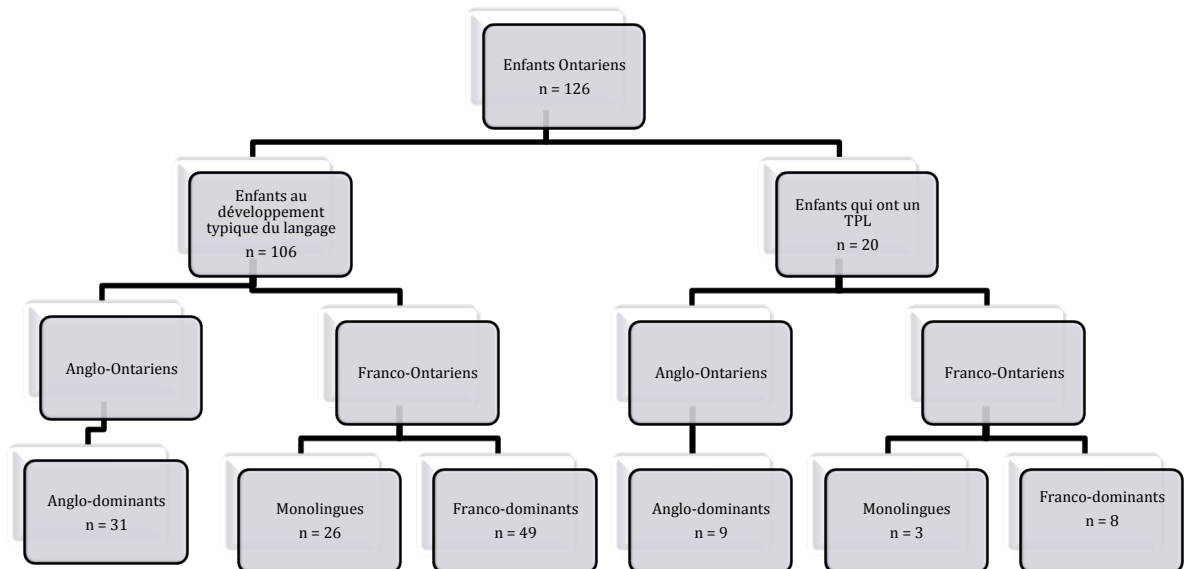 Enfants Ontariens
n = 126
Enfants au
développement
typique du langage
n = 106
Enfants qui ont un
TPL
n = 20
Anglo-Ontariens
Franco-Ontariens
Anglo-Ontariens
Franco-Ontariens
Anglo-dominants
n = 31
Monolingues
n = 26
Franco-dominants
n = 49
Anglo-dominants
n = 9
Monolingues
n = 3
Franco-dominants
n = 8